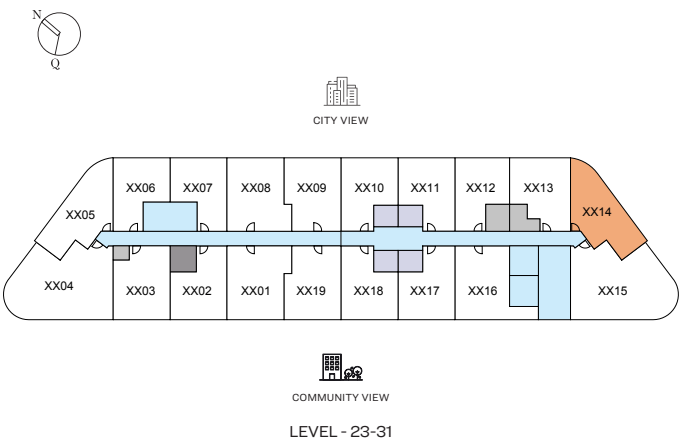 N
Q
CITY VIEW
XX06 XX07 XX08 XX09 XX10 XX11 XX12 XX13
XX05 XX14
XX04 XX03 XX02 XX01 XX19 XX18 XX17 XX16 XX15
COMMUNITY VIEW
LEVEL - 23-31